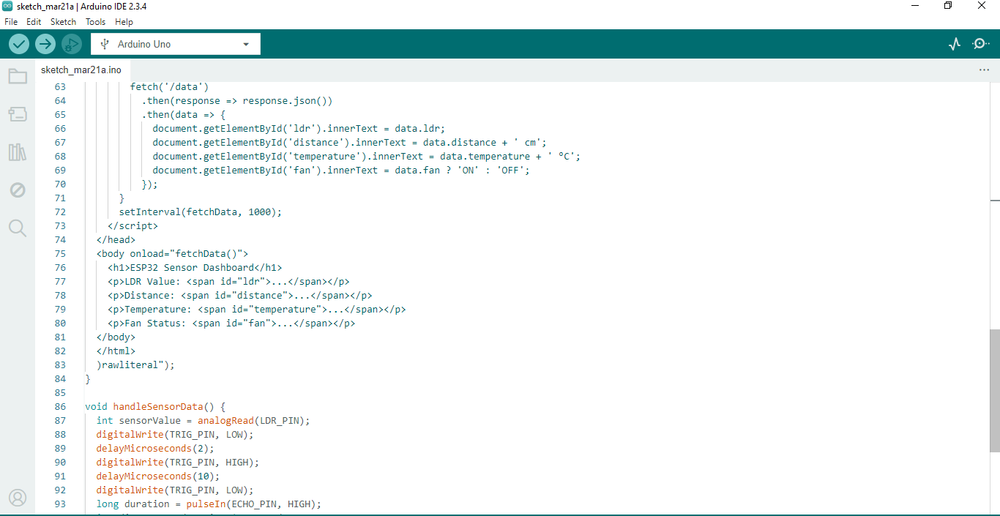 sketch_mar21a | Arduino IDE 2.3.4
File Edit Sketch Tools Help
Arduino Uno
sketch_mar21a.ino
63 fetch('/data')
64 .then(response => response.json())
65 .then(data => {
66 document.getElementById('ldr').innerText = data.ldr;
67 document.getElementById('distance').innerText = data.distance + ' cm';
68 document.getElementById('temperature').innerText = data.temperature + ' °C';
69 document.getElementById('fan').innerText = data.fan ? 'ON' : 'OFF';
70 });
71 }
72 setInterval(fetchData, 1000);
73 </script>
74 </head>
75 <body onload="fetchData()">
76 <h1>ESP32 Sensor Dashboard</h1>
77 <p>LDR Value: <span id="ldr">...</span></p>
78 <p>Distance: <span id="distance">...</span></p>
79 <p>Temperature: <span id="temperature">...</span></p>
80 <p>Fan Status: <span id="fan">...</span></p>
81 </body>
82 </html>
83 )rawliteral");
84 }
85
86 void handleSensorData() {
87 int sensorValue = analogRead(LDR_PIN);
88 digitalWrite(TRIG_PIN, LOW);
89 delayMicroseconds(2);
90 digitalWrite(TRIG_PIN, HIGH);
91 delayMicroseconds(10);
92 digitalWrite(TRIG_PIN, LOW);
93 long duration = pulseIn(ECHO_PIN, HIGH);